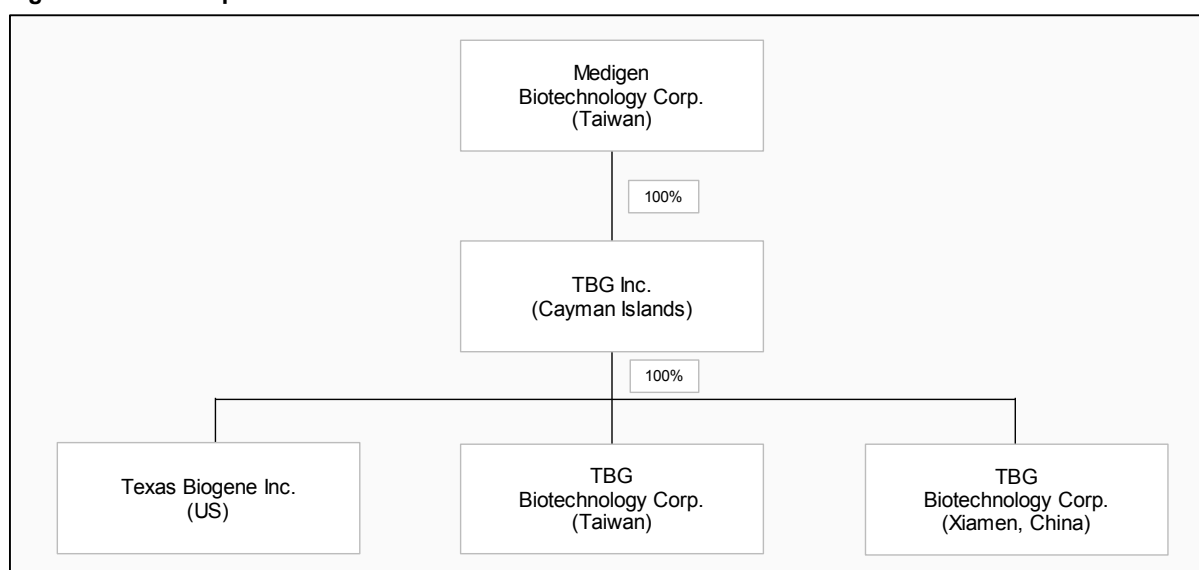 Medigen
Biotechnology Corp.
(Taiwan)
100%
TBG Inc.
(Cayman Islands)
100%
Texas Biogene Inc.
(US)
TBG
Biotechnology Corp.
(Taiwan)
TBG
Biotechnology Corp.
(Xiamen, China)